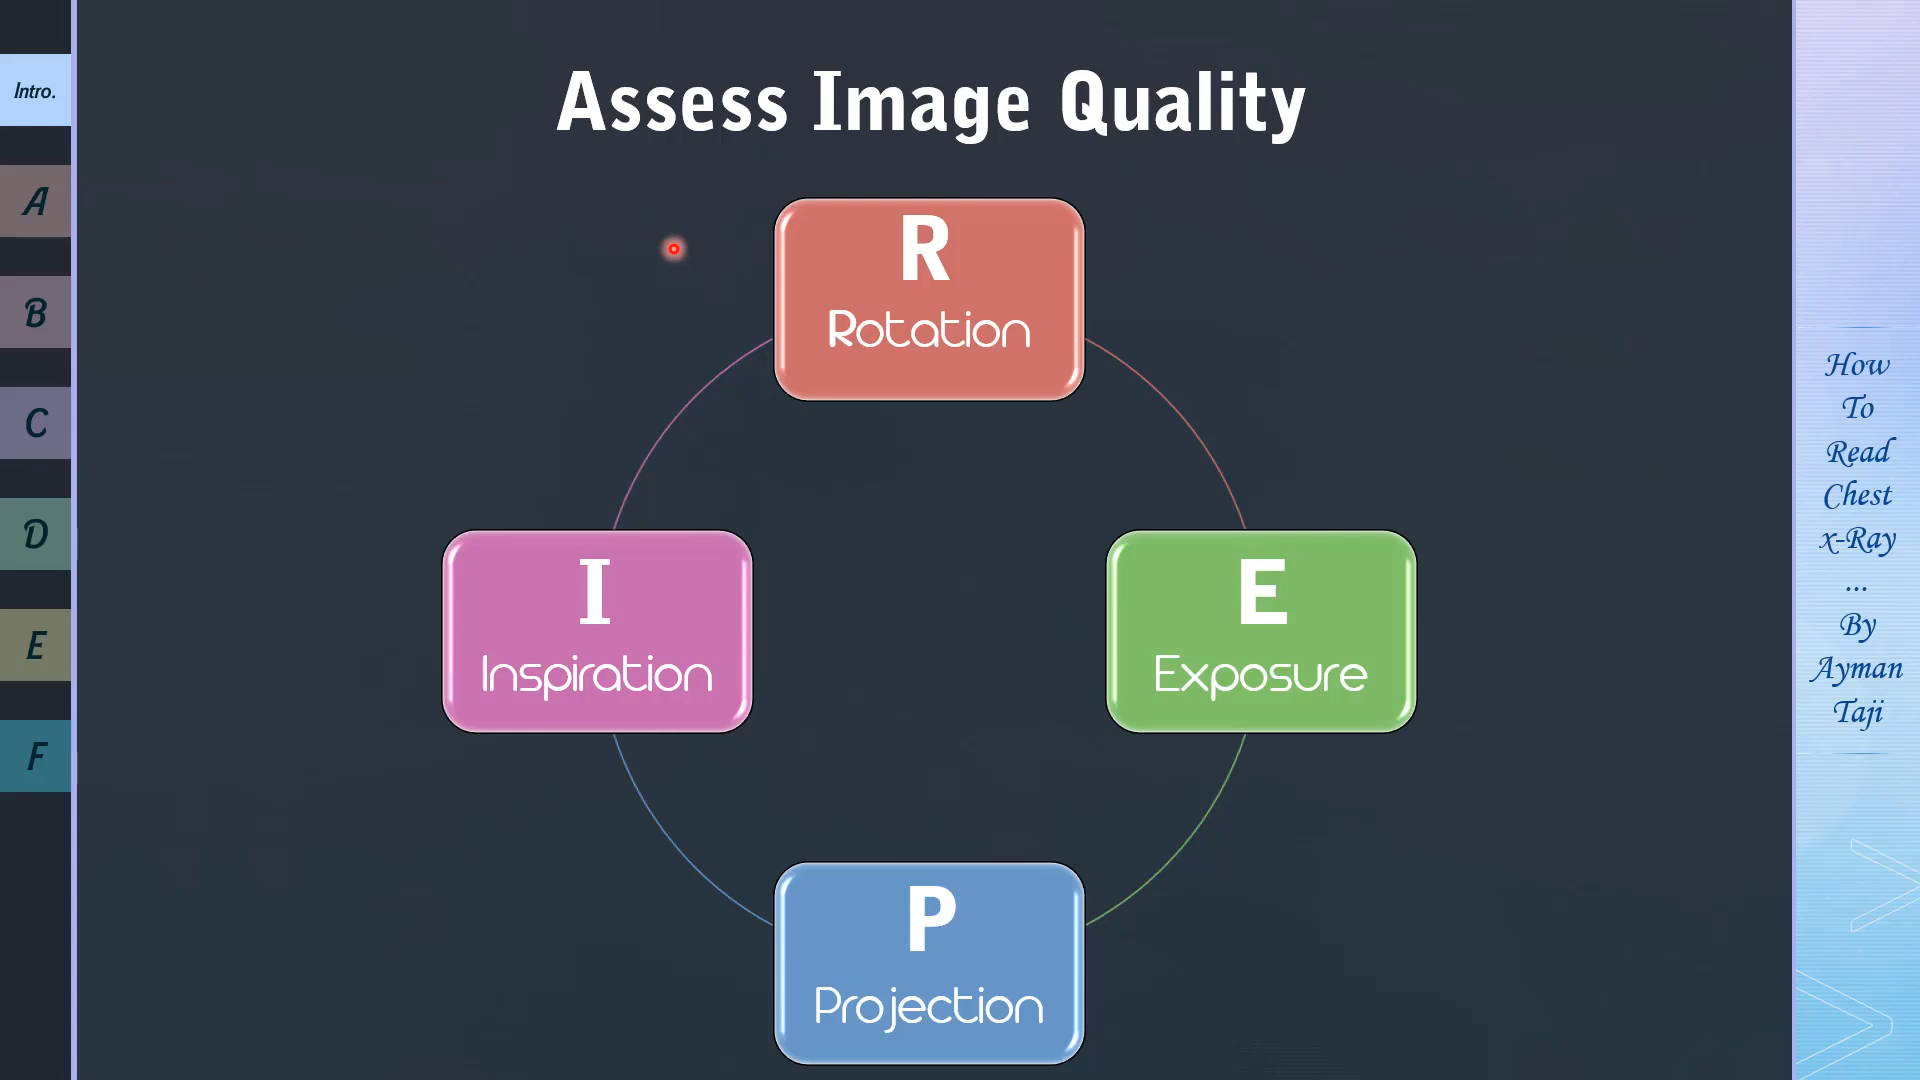 Assess Image Quality
Intro.
A
B
C
D
E
F
R
Rotation
I
Inspiration
E
Exposure
P
Projection
How
To
Read
Chest
x-Ray
...
By
Ayman
Taji